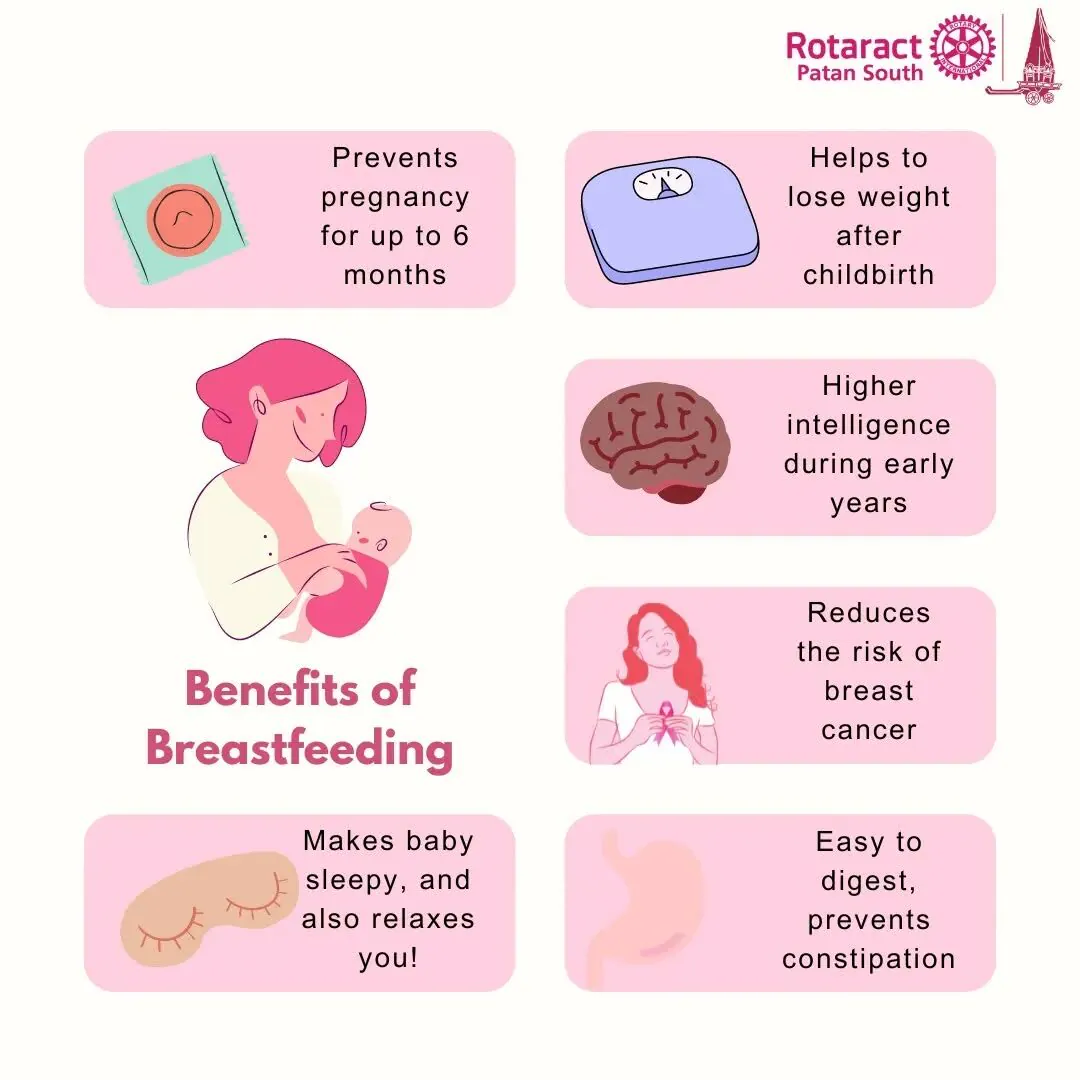 Rotaract
Patan South
ROTARY
INTERNATIONAL
Prevents
pregnancy
for up to 6
months
Helps to
lose weight
after
childbirth
Higher
intelligence
during early
years
Reduces
the risk of
breast
cancer
Benefits of
Breastfeeding
Makes baby
sleepy, and
also relaxes
you!
Easy to
digest,
prevents
constipation